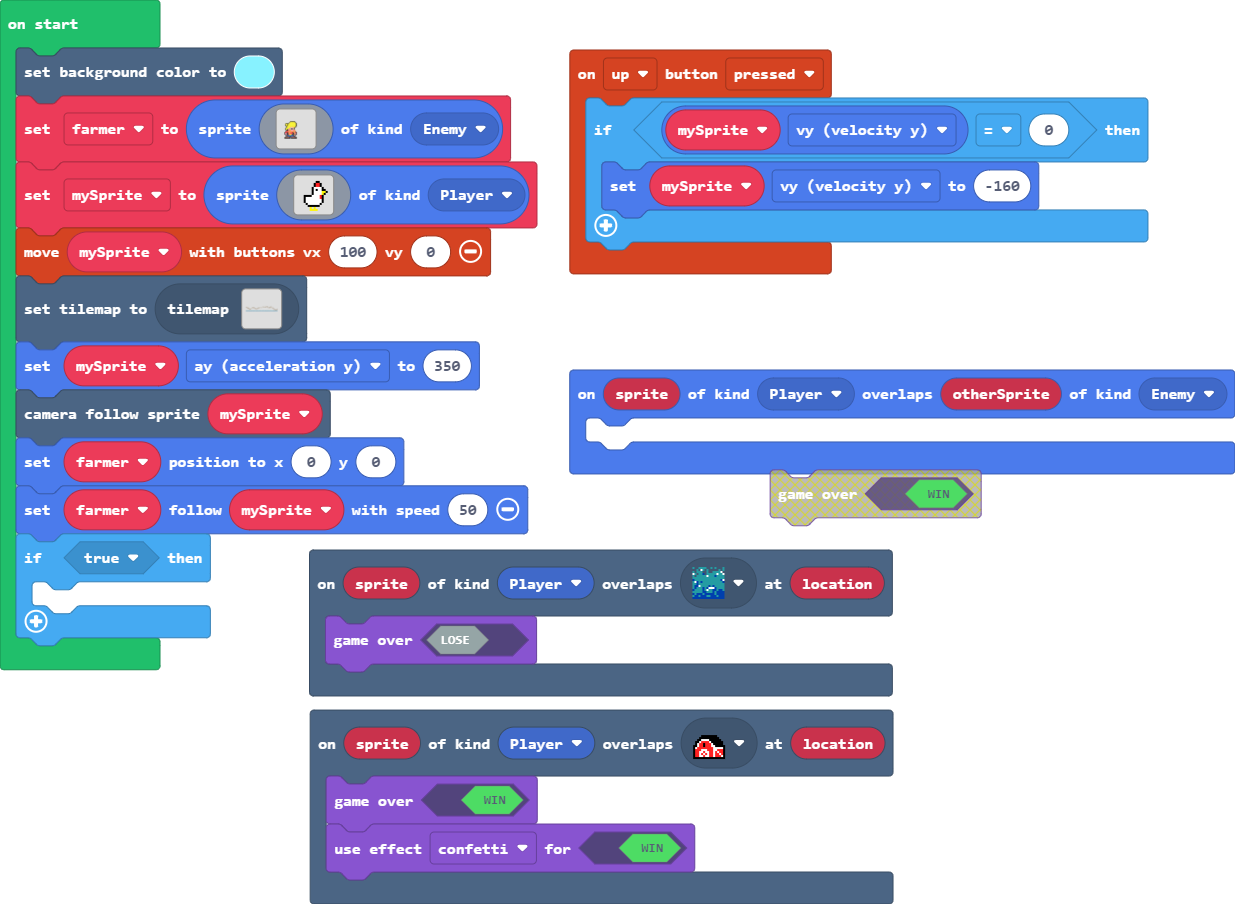 on start
set background color to
set farmer to sprite of kind Enemy
set mySprite to sprite of kind Player
move mySprite with buttons vx 100 vy 0
set tilemap to tilemap
set mySprite ay (acceleration y) to 350
camera follow sprite mySprite
set farmer position to x 0 y 0
set farmer follow mySprite with speed 50
if true then
on up button pressed
if mySprite vy (velocity y) = 0 then
set mySprite vy (velocity y) to -160
on sprite of kind Player overlaps otherSprite of kind Enemy
game over WIN
on sprite of kind Player overlaps at location
game over LOSE
on sprite of kind Player overlaps at location
game over WIN
use effect confetti for WIN